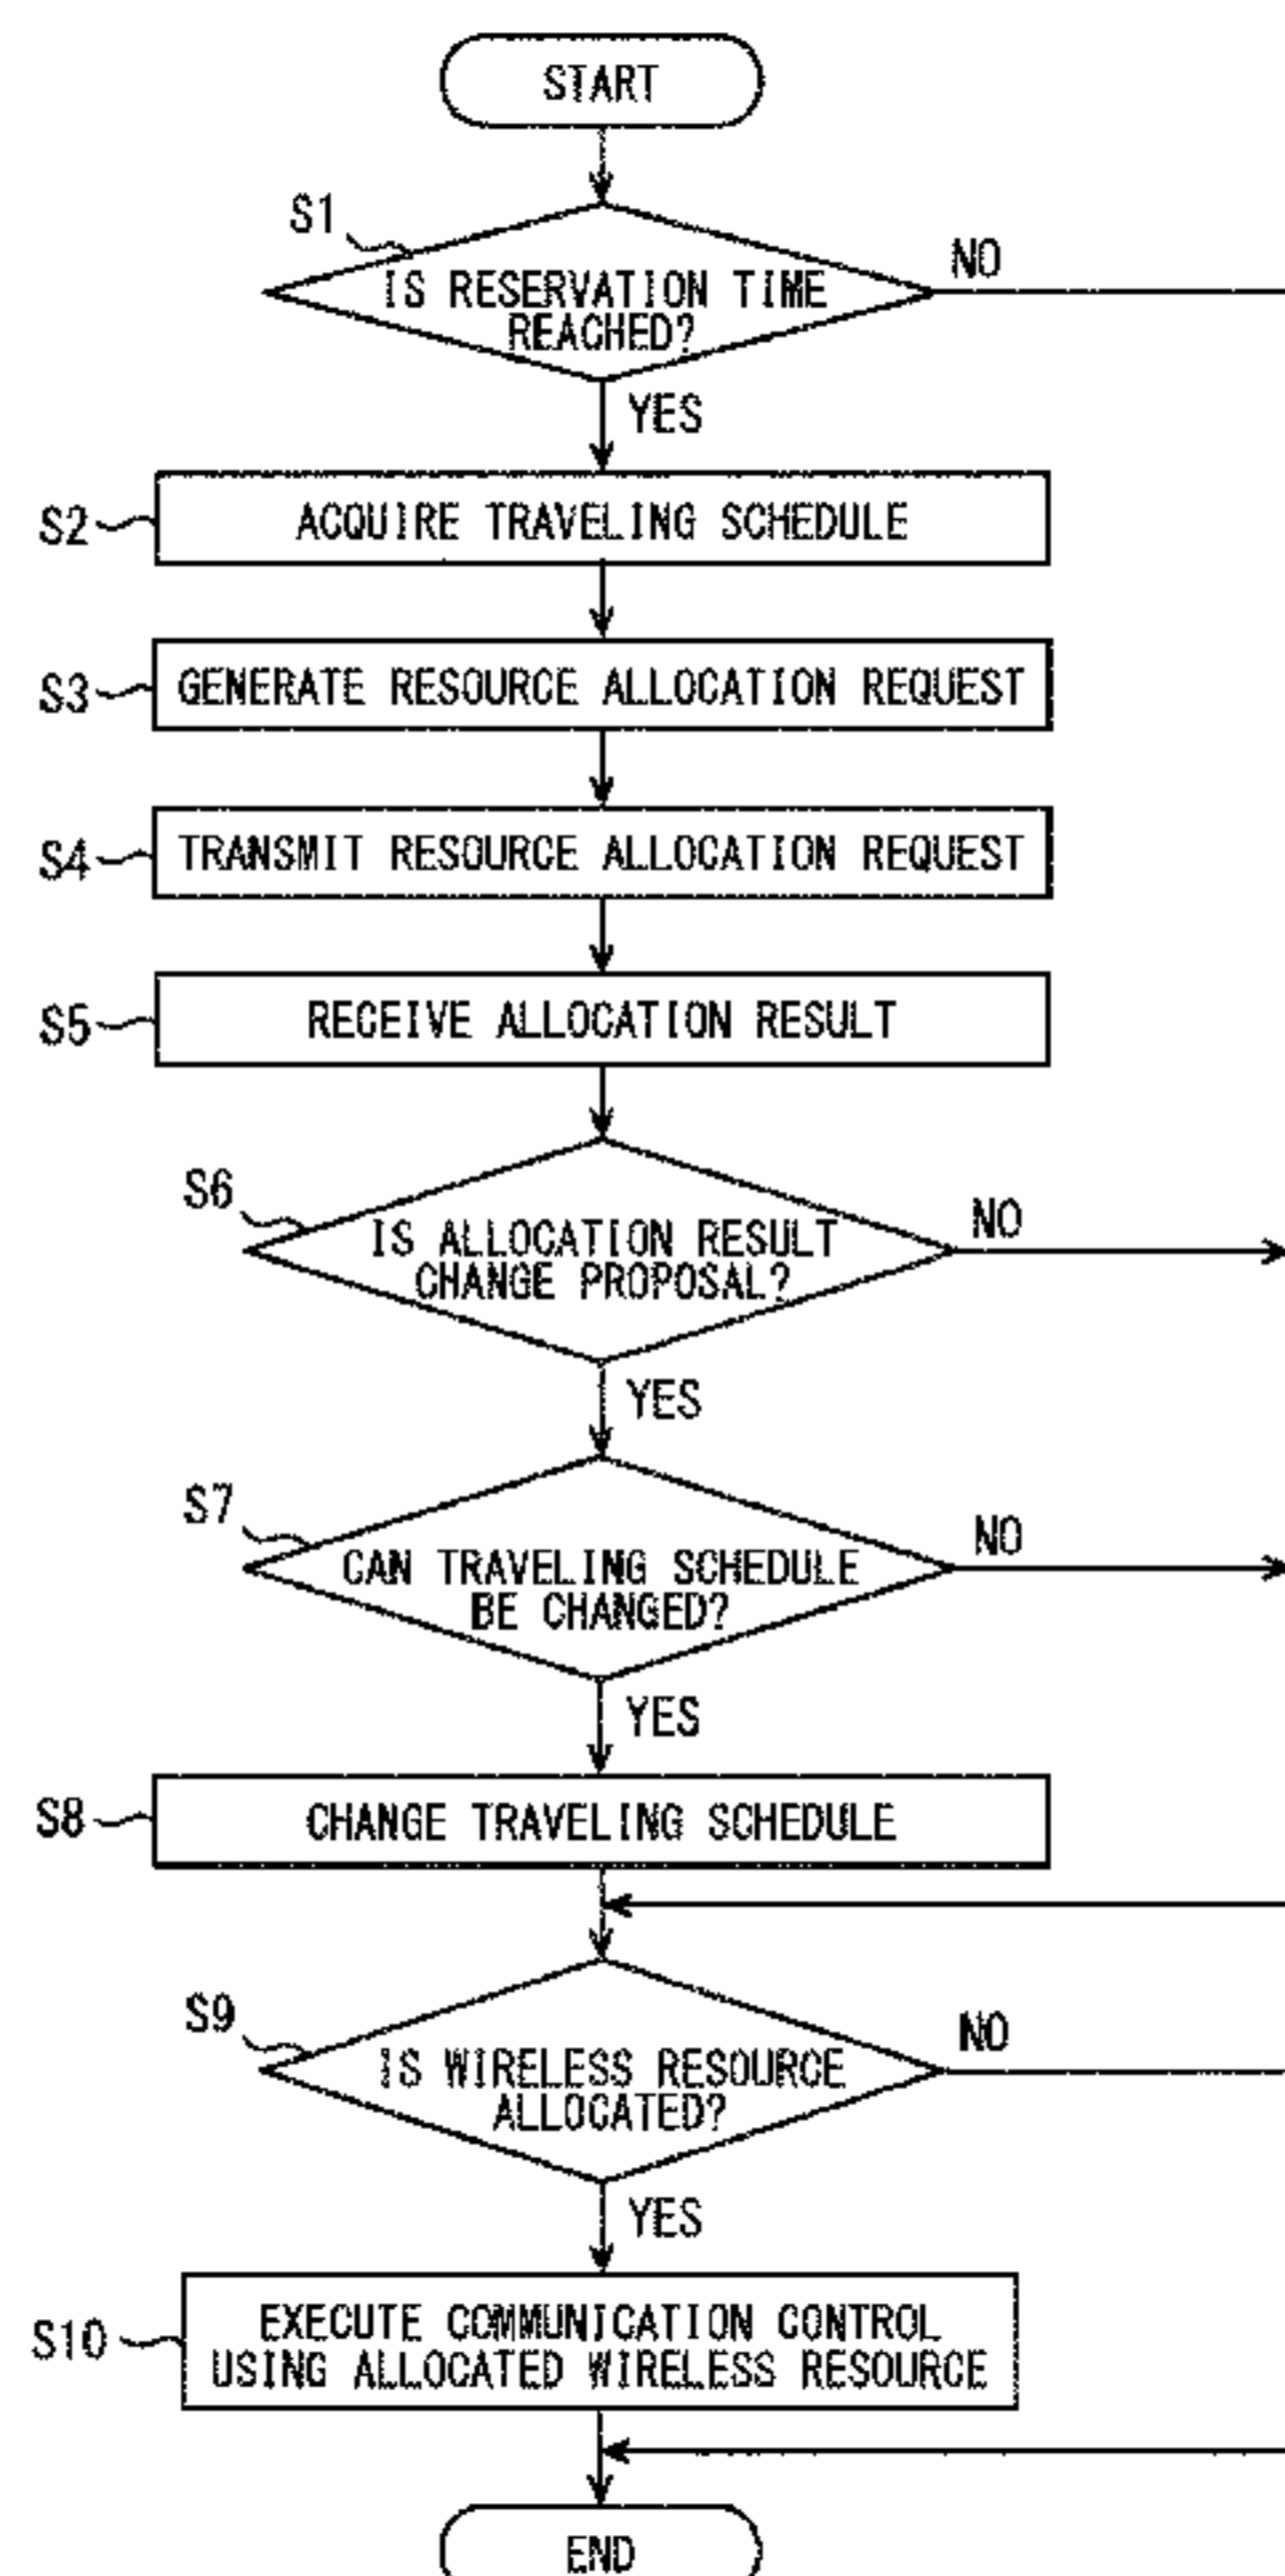 START
S1
IS RESERVATION TIME
REACHED?
NO
YES
S2
ACQUIRE TRAVELING SCHEDULE
S3
GENERATE RESOURCE ALLOCATION REQUEST
S4
TRANSMIT RESOURCE ALLOCATION REQUEST
S5
RECEIVE ALLOCATION RESULT
S6
IS ALLOCATION RESULT
CHANGE PROPOSAL?
NO
YES
S7
CAN TRAVELING SCHEDULE
BE CHANGED?
NO
YES
S8
CHANGE TRAVELING SCHEDULE
S9
IS WIRELESS RESOURCE
ALLOCATED?
NO
YES
S10
EXECUTE COMMUNICATION CONTROL
USING ALLOCATED WIRELESS RESOURCE
END